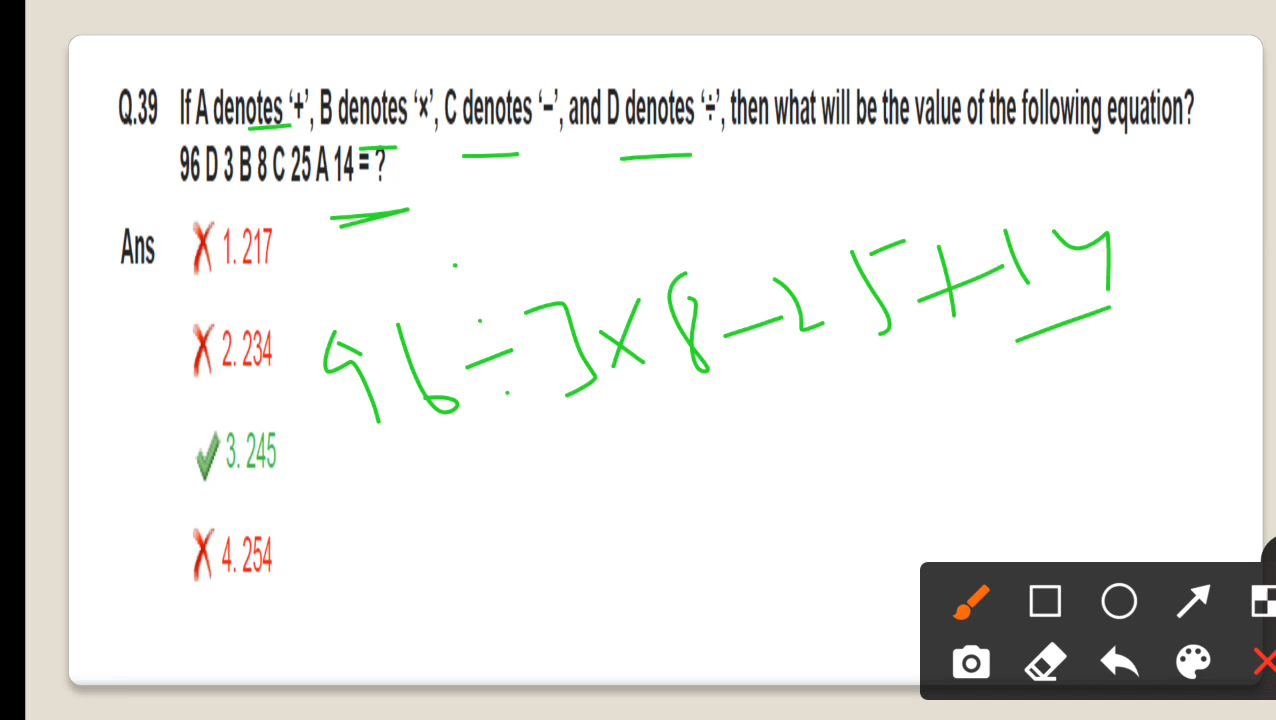 Q.39 If A denotes ‘+’, B denotes ‘×’, C denotes ‘−’, and D denotes ‘÷’, then what will be the value of the following equation?
96 D 3 B 8 C 25 A 14 = ?
Ans 1. 217
2. 234
3. 245
4. 254
96 ÷ 3 × 8 − 25 + 14